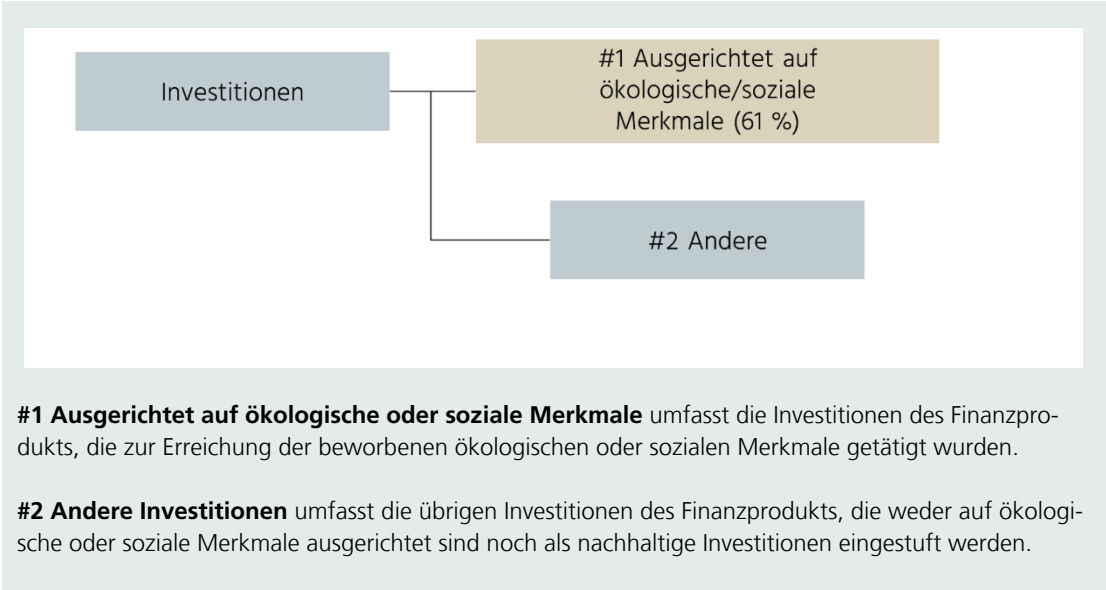 Investitionen
#1 Ausgerichtet auf
ökologische/soziale
Merkmale (61 %)
#2 Andere
#1 Ausgerichtet auf ökologische oder soziale Merkmale umfasst die Investitionen des Finanzpro-
dukts, die zur Erreichung der beworbenen ökologischen oder sozialen Merkmale getätigt wurden.
#2 Andere Investitionen umfasst die übrigen Investitionen des Finanzprodukts, die weder auf ökologi-
sche oder soziale Merkmale ausgerichtet sind noch als nachhaltige Investitionen eingestuft werden.